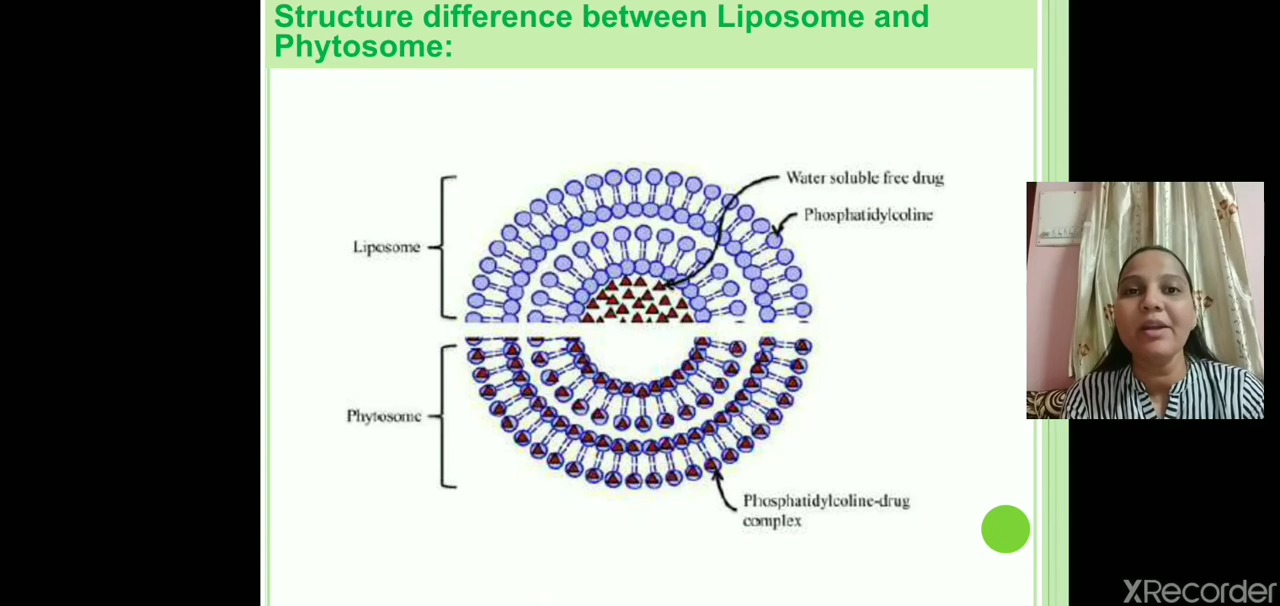 Structure difference between Liposome and
Phytosome:
Water soluble free drug
Phosphatidylcoline
Liposome
Phytosome
Phosphatidylcoline-drug
complex
XRecorder